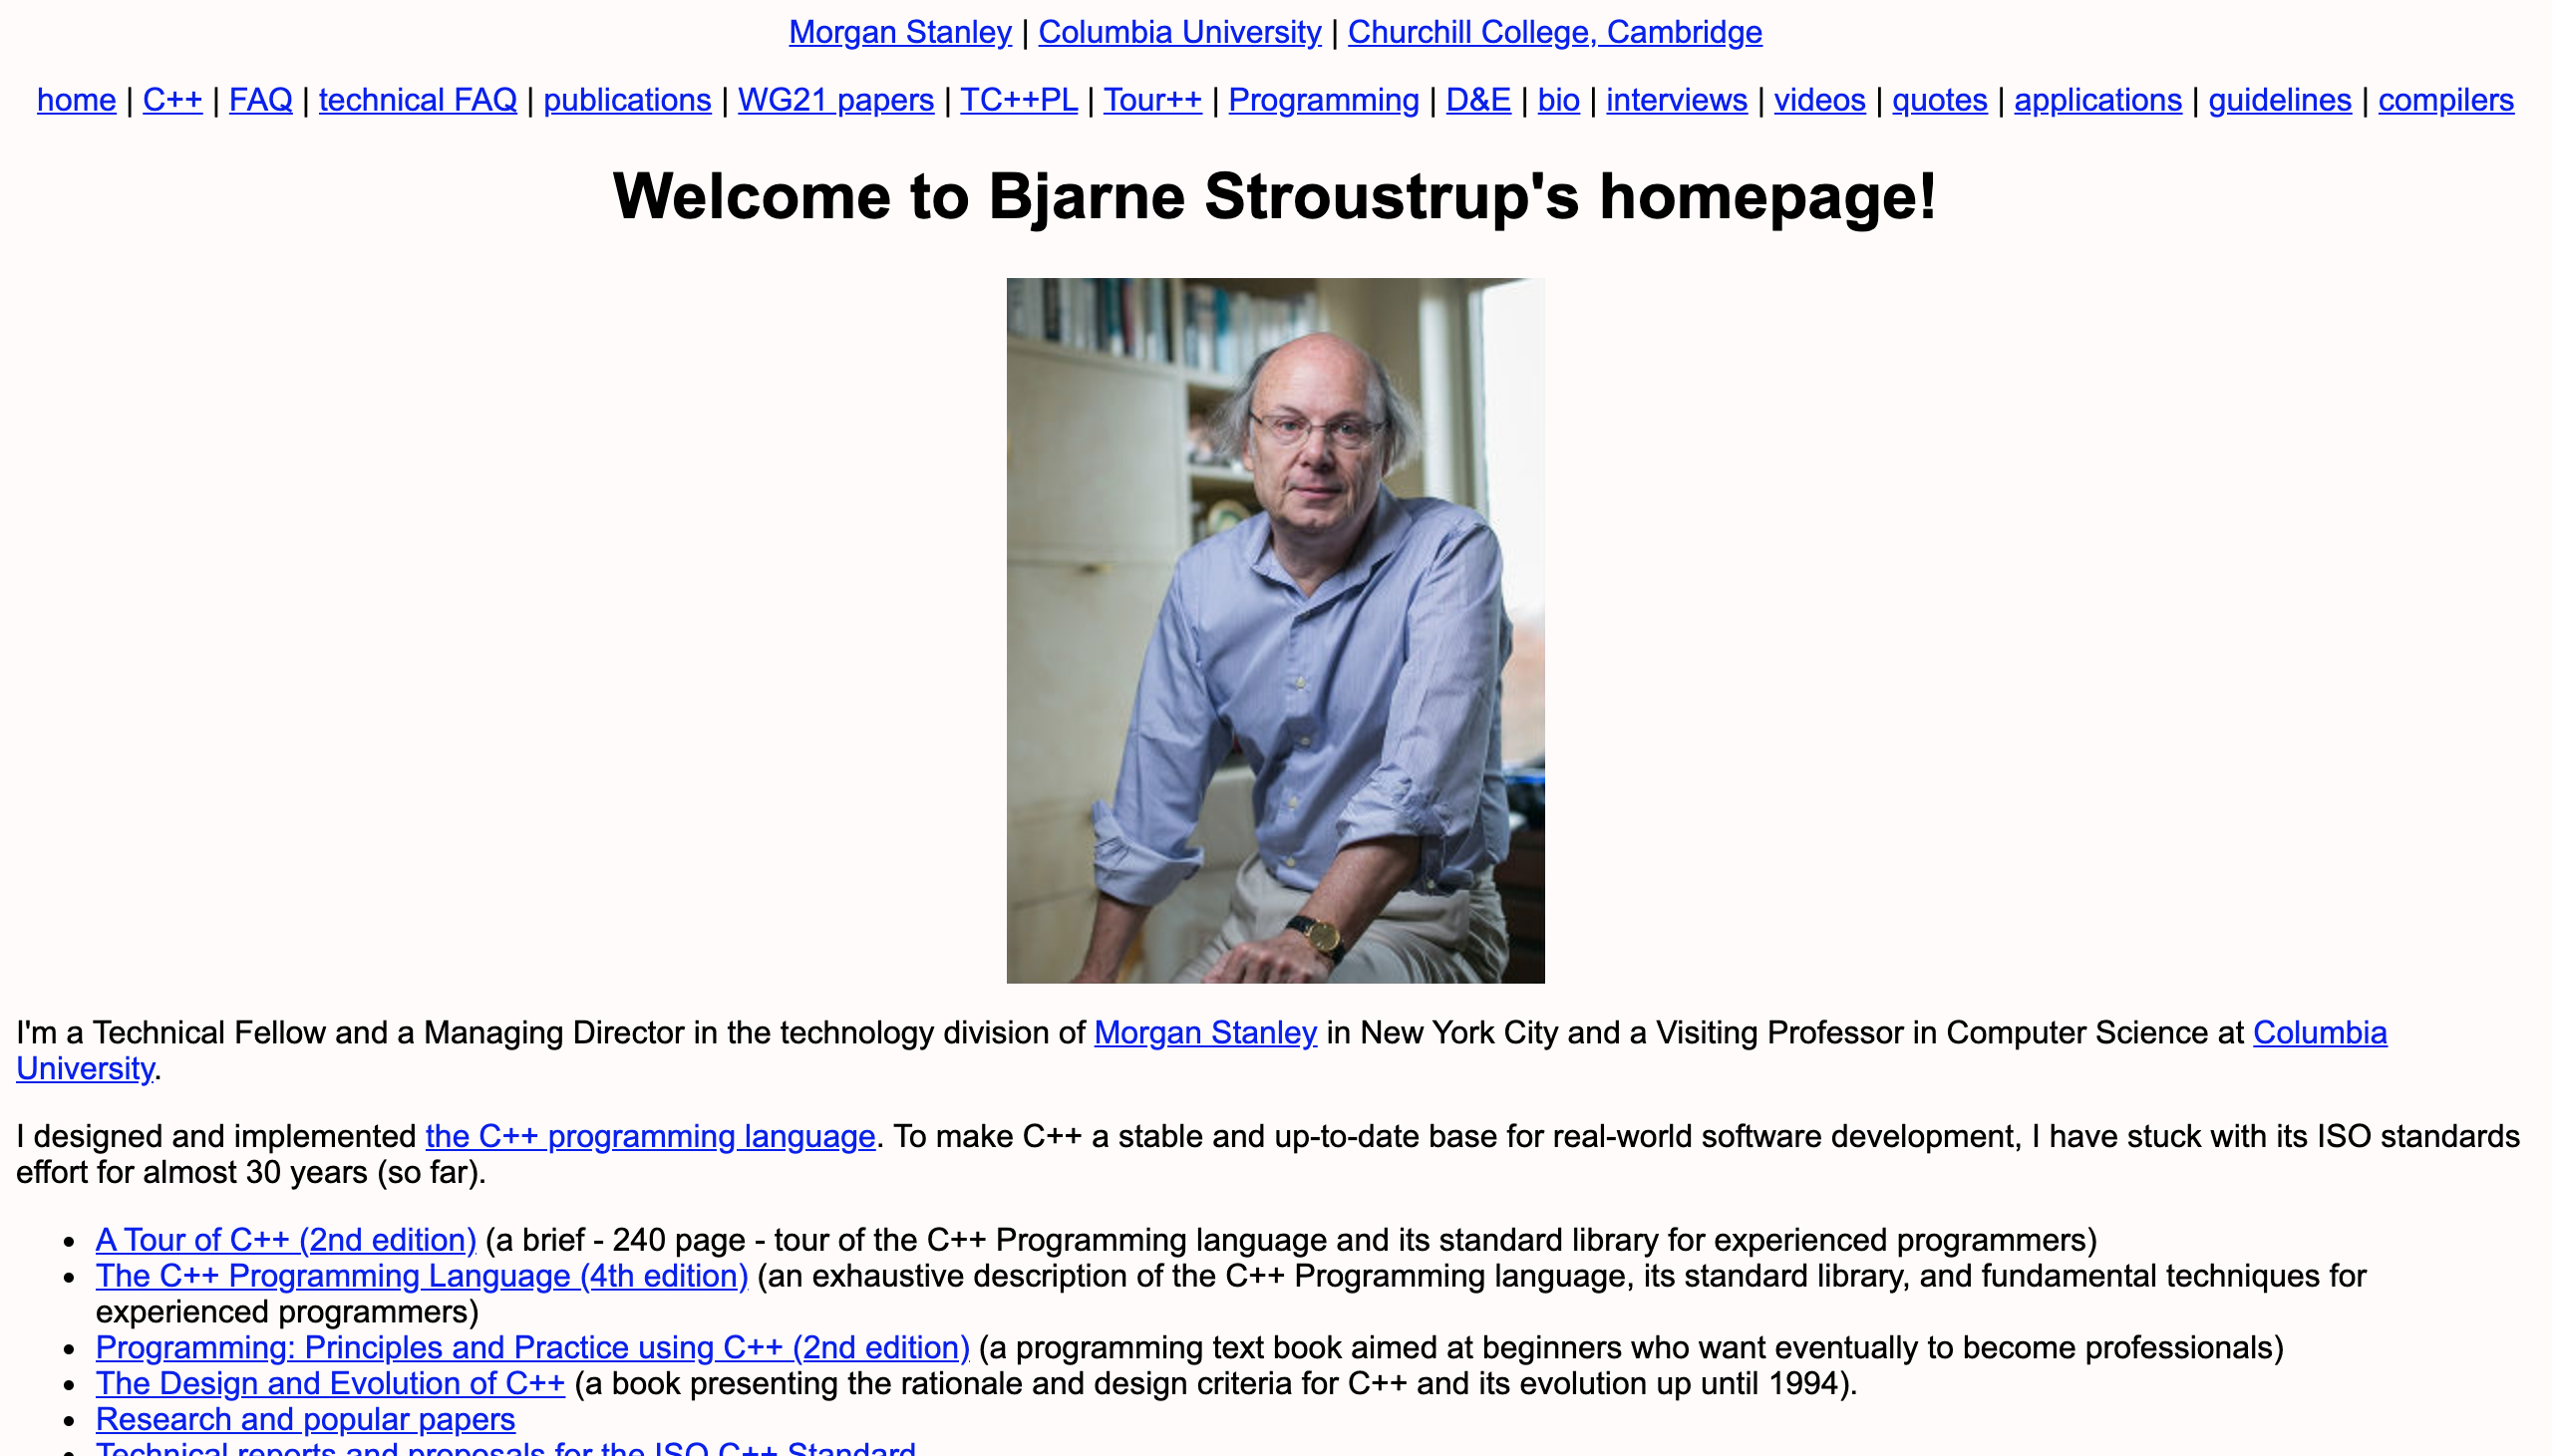 Morgan Stanley | Columbia University | Churchill College, Cambridge
home | C++ | FAQ | technical FAQ | publications | WG21 papers | TC++PL | Tour++ | Programming | D&E | bio | interviews | videos | quotes | applications | guidelines | compilers
Welcome to Bjarne Stroustrup's homepage!
I'm a Technical Fellow and a Managing Director in the technology division of Morgan Stanley in New York City and a Visiting Professor in Computer Science at Columbia
University.
I designed and implemented the C++ programming language. To make C++ a stable and up-to-date base for real-world software development, I have stuck with its ISO standards
effort for almost 30 years (so far).
• A Tour of C++ (2nd edition) (a brief - 240 page - tour of the C++ Programming language and its standard library for experienced programmers)
• The C++ Programming Language (4th edition) (an exhaustive description of the C++ Programming language, its standard library, and fundamental techniques for
experienced programmers)
• Programming: Principles and Practice using C++ (2nd edition) (a programming text book aimed at beginners who want eventually to become professionals)
• The Design and Evolution of C++ (a book presenting the rationale and design criteria for C++ and its evolution up until 1994).
• Research and popular papers
• Technical reports and proposals for the ISO C++ Standard